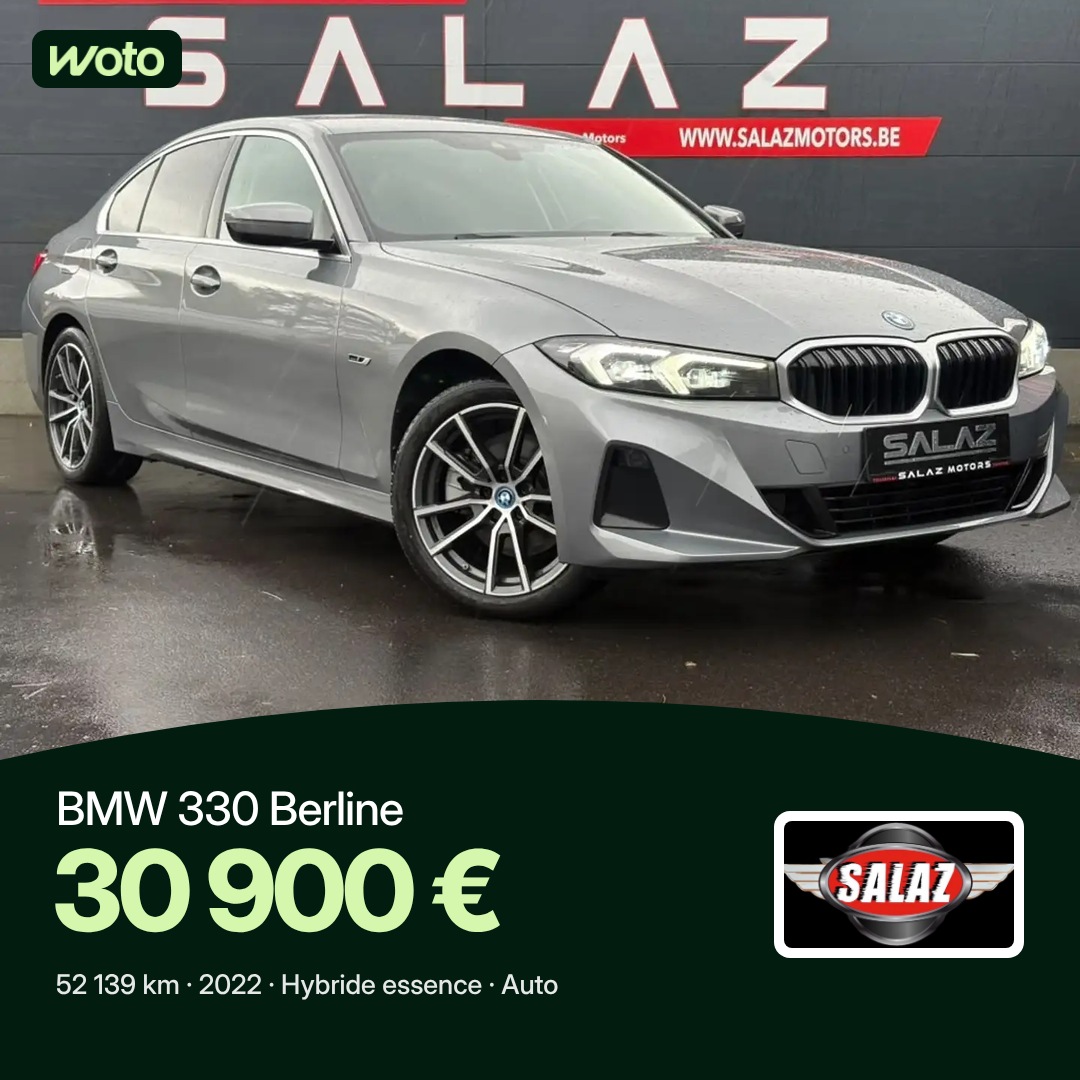 SALAZ
woto
Motors
WWW.SALAZMOTORS.BE
SALAZ
SALAZ MOTORS
BMW 330 Berline
30 900 €
SALAZ
52 139 km · 2022 · Hybride essence · Auto